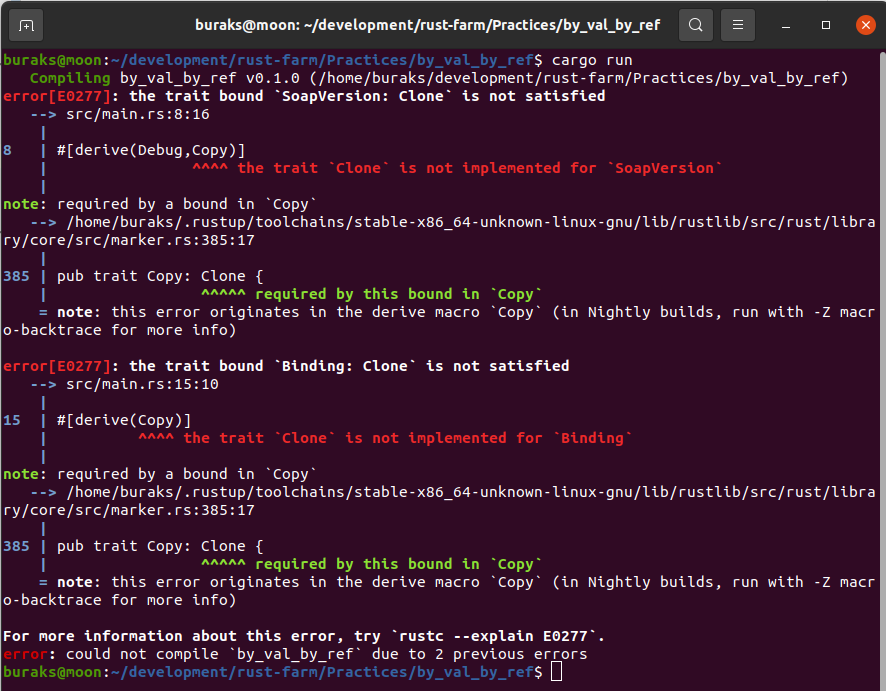 buraks@moon: ~/development/rust-farm/Practices/by_val_by_ref
buraks@moon:~/development/rust-farm/Practices/by_val_by_ref$ cargo run
   Compiling by_val_by_ref v0.1.0 (/home/buraks/development/rust-farm/Practices/by_val_by_ref)
error[E0277]: the trait bound `SoapVersion: Clone` is not satisfied
   --> src/main.rs:8:16
    |
8   | #[derive(Debug,Copy)]
    |                ^^^^ the trait `Clone` is not implemented for `SoapVersion`
    |
note: required by a bound in `Copy`
   --> /home/buraks/.rustup/toolchains/stable-x86_64-unknown-linux-gnu/lib/rustlib/src/rust/libra
ry/core/src/marker.rs:385:17
    |
385 | pub trait Copy: Clone {
    |                 ^^^^^ required by this bound in `Copy`
    = note: this error originates in the derive macro `Copy` (in Nightly builds, run with -Z macr
o-backtrace for more info)

error[E0277]: the trait bound `Binding: Clone` is not satisfied
   --> src/main.rs:15:10
    |
15  | #[derive(Copy)]
    |          ^^^^ the trait `Clone` is not implemented for `Binding`
    |
note: required by a bound in `Copy`
   --> /home/buraks/.rustup/toolchains/stable-x86_64-unknown-linux-gnu/lib/rustlib/src/rust/libra
ry/core/src/marker.rs:385:17
    |
385 | pub trait Copy: Clone {
    |                 ^^^^^ required by this bound in `Copy`
    = note: this error originates in the derive macro `Copy` (in Nightly builds, run with -Z macr
o-backtrace for more info)

For more information about this error, try `rustc --explain E0277`.
error: could not compile `by_val_by_ref` due to 2 previous errors
buraks@moon:~/development/rust-farm/Practices/by_val_by_ref$